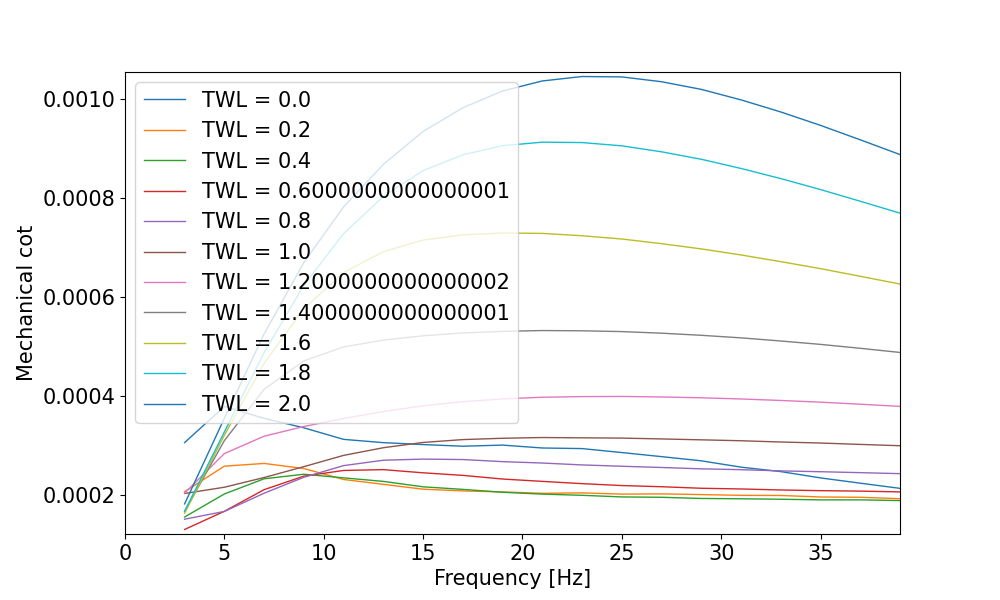 0.0010
0.0008
0.0006
0.0004
0.0002
Mechanical cot
TWL = 0.0
TWL = 0.2
TWL = 0.4
TWL = 0.6000000000000001
TWL = 0.8
TWL = 1.0
TWL = 1.2000000000000002
TWL = 1.4000000000000001
TWL = 1.6
TWL = 1.8
TWL = 2.0
0 5 10 15 20 25 30 35
Frequency [Hz]